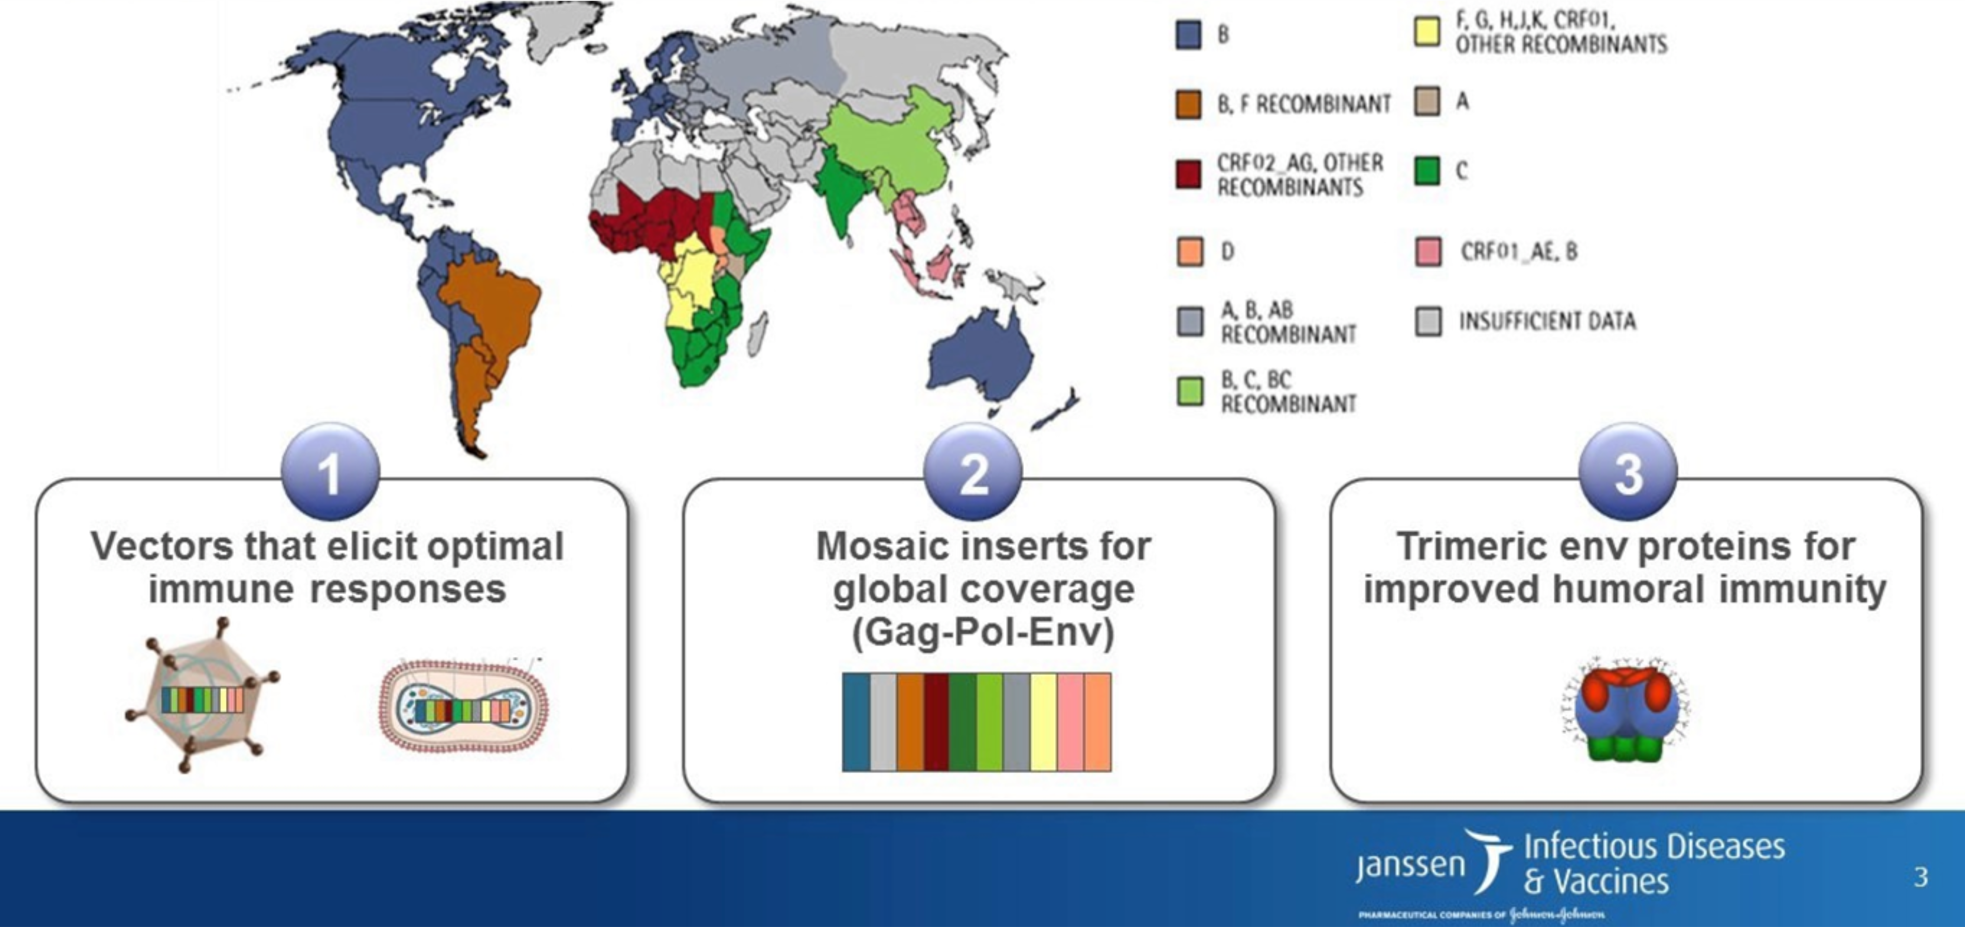 B
B, F RECOMBINANT
CRF02_AG, OTHER
RECOMBINANTS
D
A, B, AB
RECOMBINANT
B, C, BC
RECOMBINANT
F, G, H,J,K, CRF01,
OTHER RECOMBINANTS
A
C
CRF01_AE, B
INSUFFICIENT DATA
1
Vectors that elicit optimal
immune responses
2
Mosaic inserts for
global coverage
(Gag-Pol-Env)
3
Trimeric env proteins for
improved humoral immunity
janssen
Infectious Diseases
& Vaccines
PHARMACEUTICAL COMPANIES OF Johnson & Johnson
3